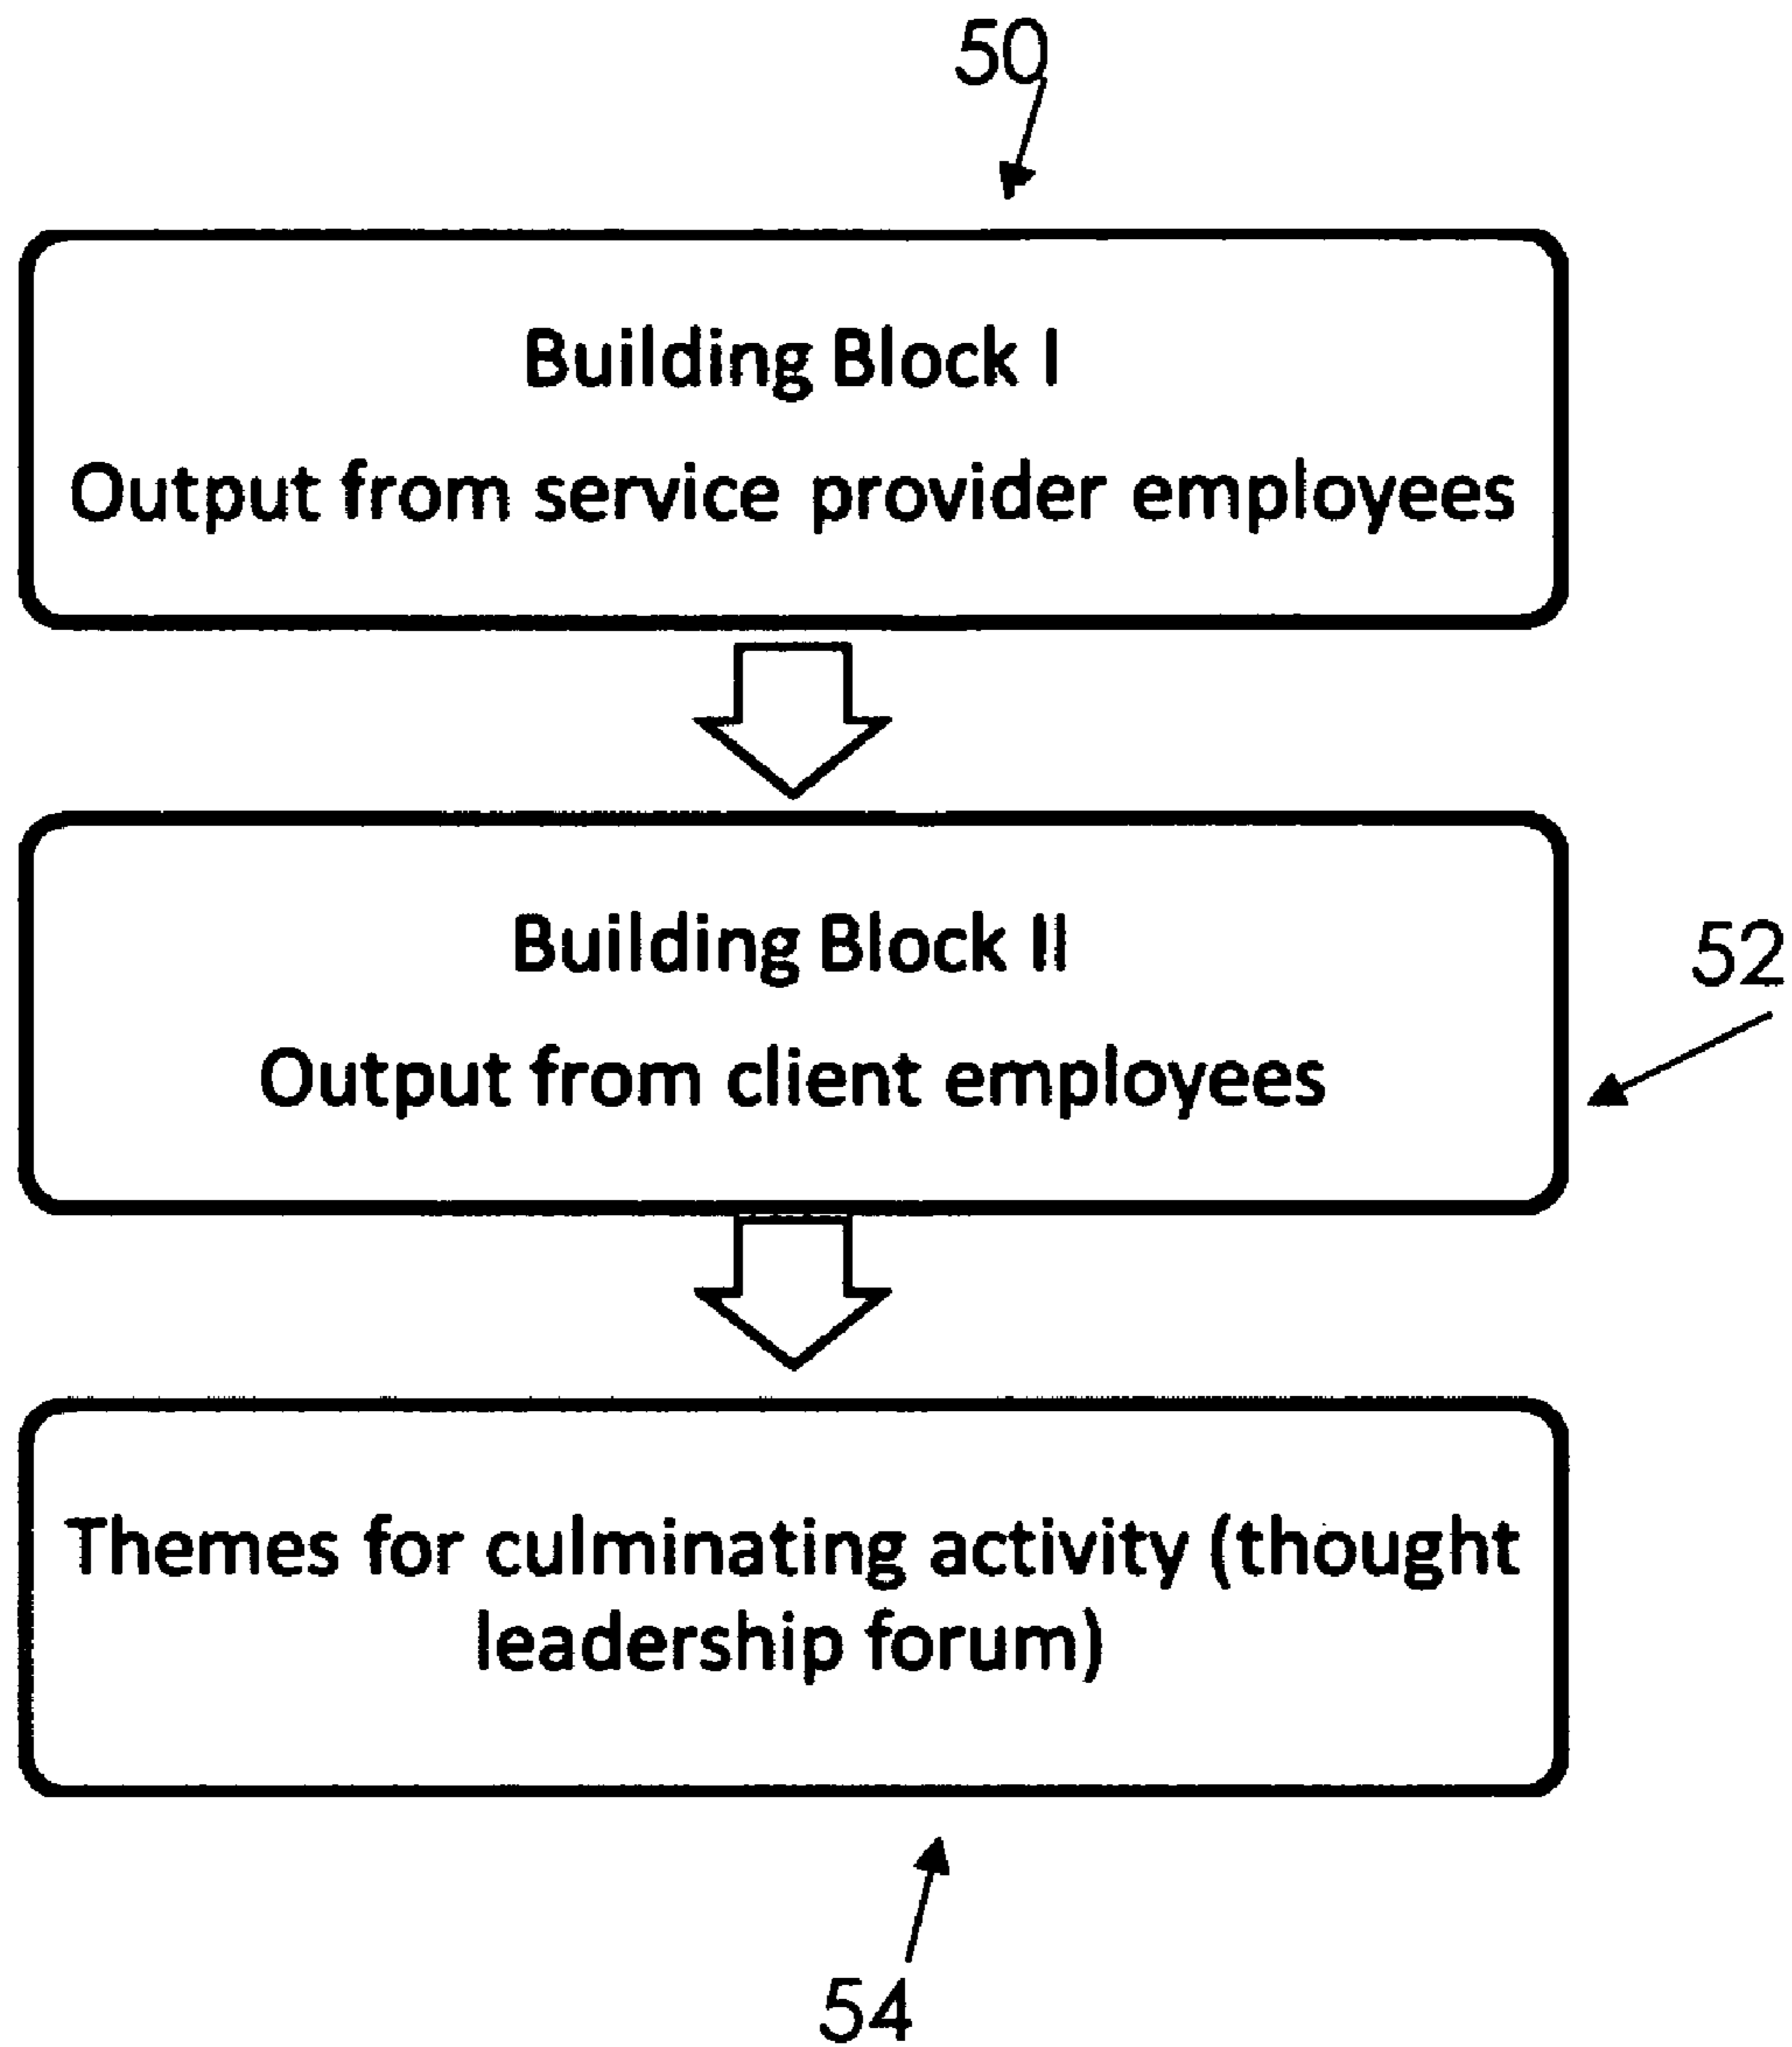 50
Building Block I
Output from service provider employees
Building Block II
52
Output from client employees
Themes for culminating activity (thought
leadership forum)
54